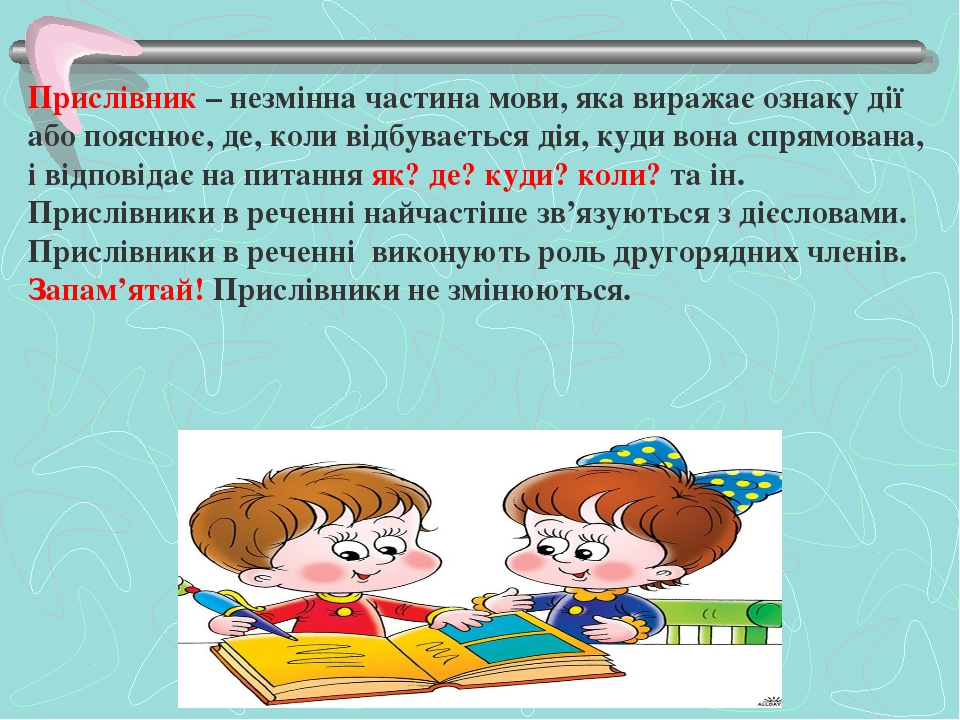 Прислівник – незмінна частина мови, яка виражає ознаку дії
або пояснює, де, коли відбувається дія, куди вона спрямована,
і відповідає на питання як? де? куди? коли? та ін.
Прислівники в реченні найчастіше зв’язуються з дієсловами.
Прислівники в реченні виконують роль другорядних членів.
Запам’ятай! Прислівники не змінюються.
ALLDAY